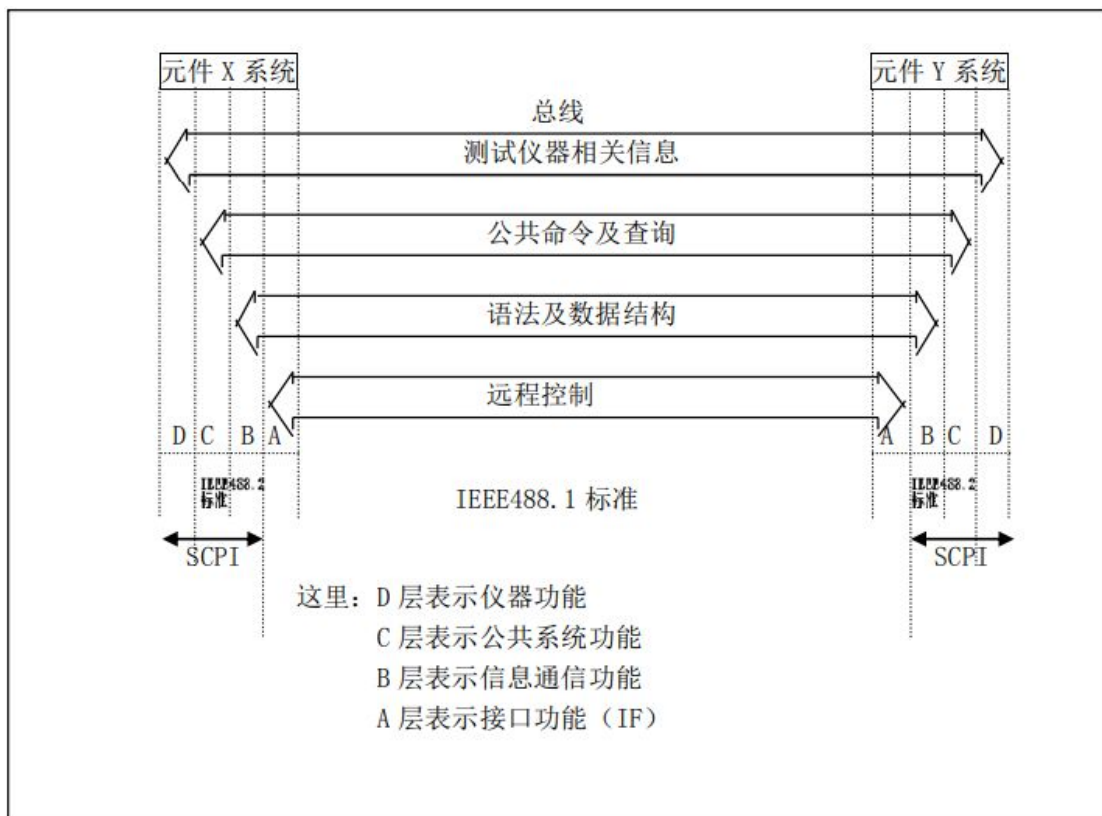 元件 X 系统 元件 Y 系统
总线
测试仪器相关信息
公共命令及查询
语法及数据结构
远程控制
D C B A A B C D
IEEE488.2 IEEE488.2
标准 标准
IEEE488.1 标准
SCPI SCPI
这里：D 层表示仪器功能
C 层表示公共系统功能
B 层表示信息通信功能
A 层表示接口功能（IF）